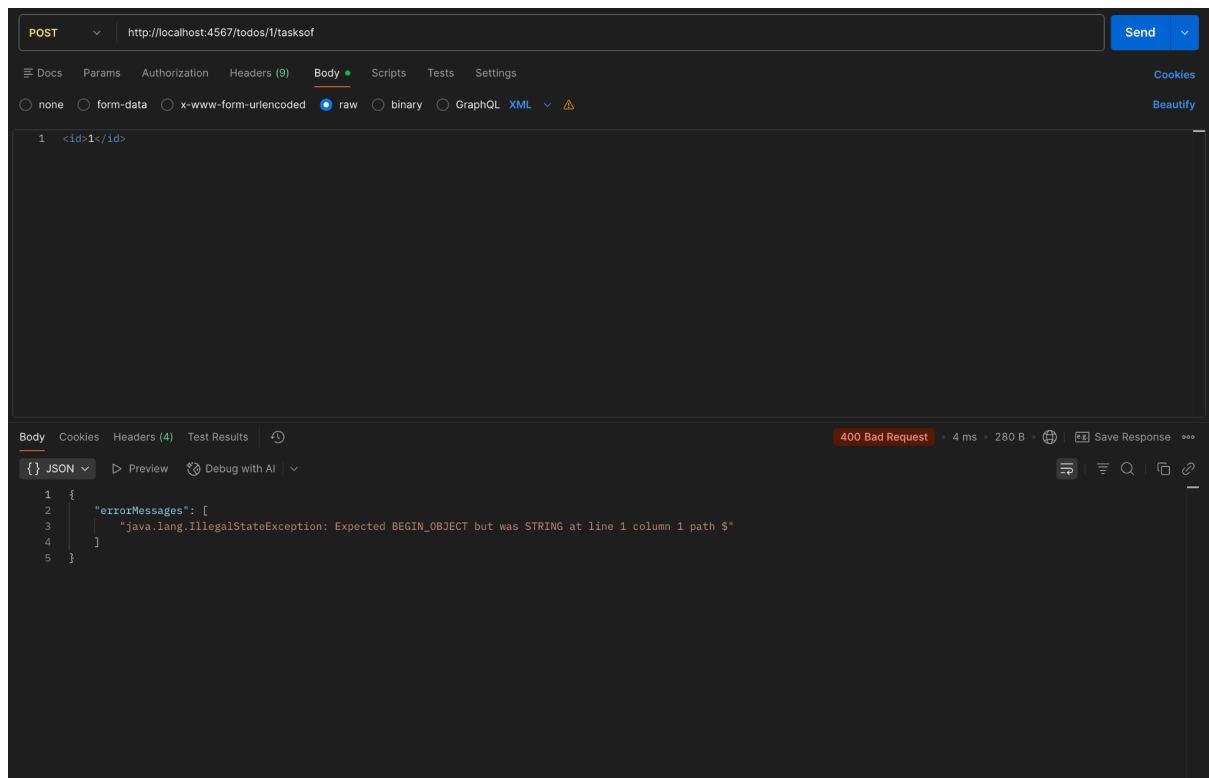 POST http://localhost:4567/todos/1/tasksof Send
Docs Params Authorization Headers (9) Body Scripts Tests Settings Cookies
none form-data x-www-form-urlencoded raw binary GraphQL XML Beautify
1 <id>1</id>
Body Cookies Headers (4) Test Results 400 Bad Request 4 ms 280 B e.g. Save Response
{} JSON Preview Debug with AI
1 {
2 "errorMessages": [
3 "java.lang.IllegalStateException: Expected BEGIN_OBJECT but was STRING at line 1 column 1 path $"
4 ]
5 }